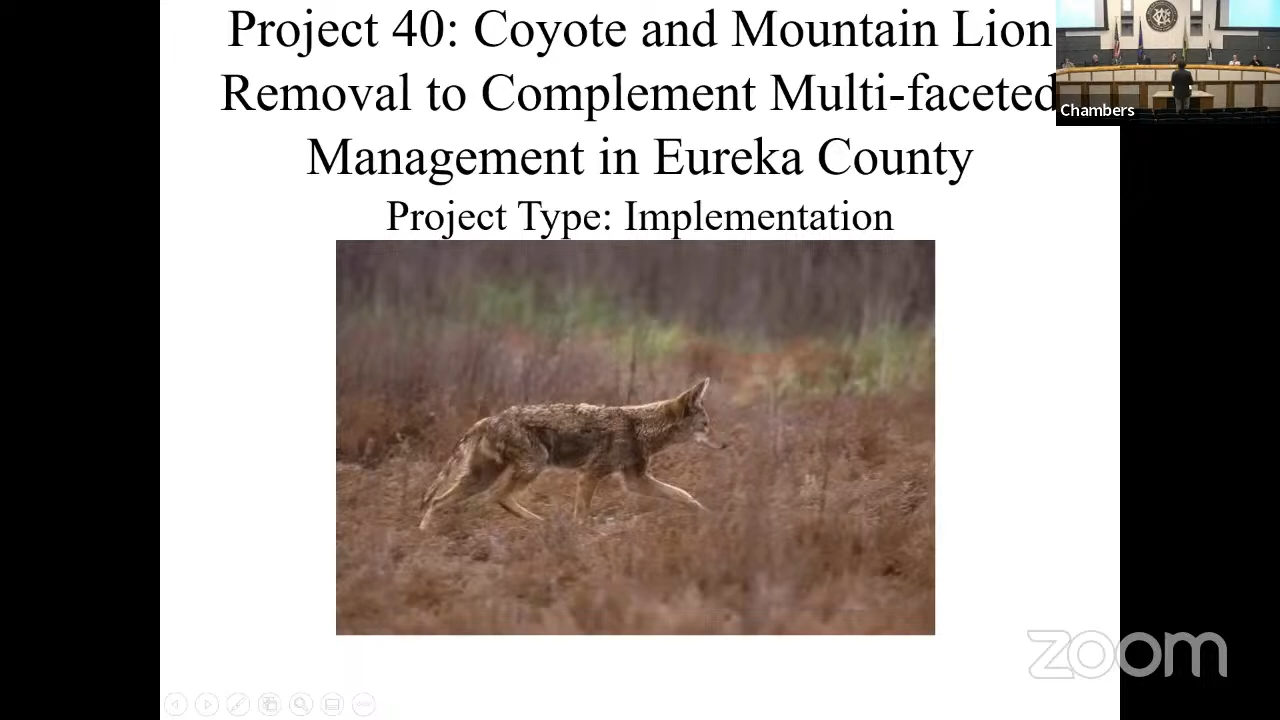 Project 40: Coyote and Mountain Lion
Removal to Complement Multi-faceted
Management in Eureka County
Project Type: Implementation
Chambers
zoom